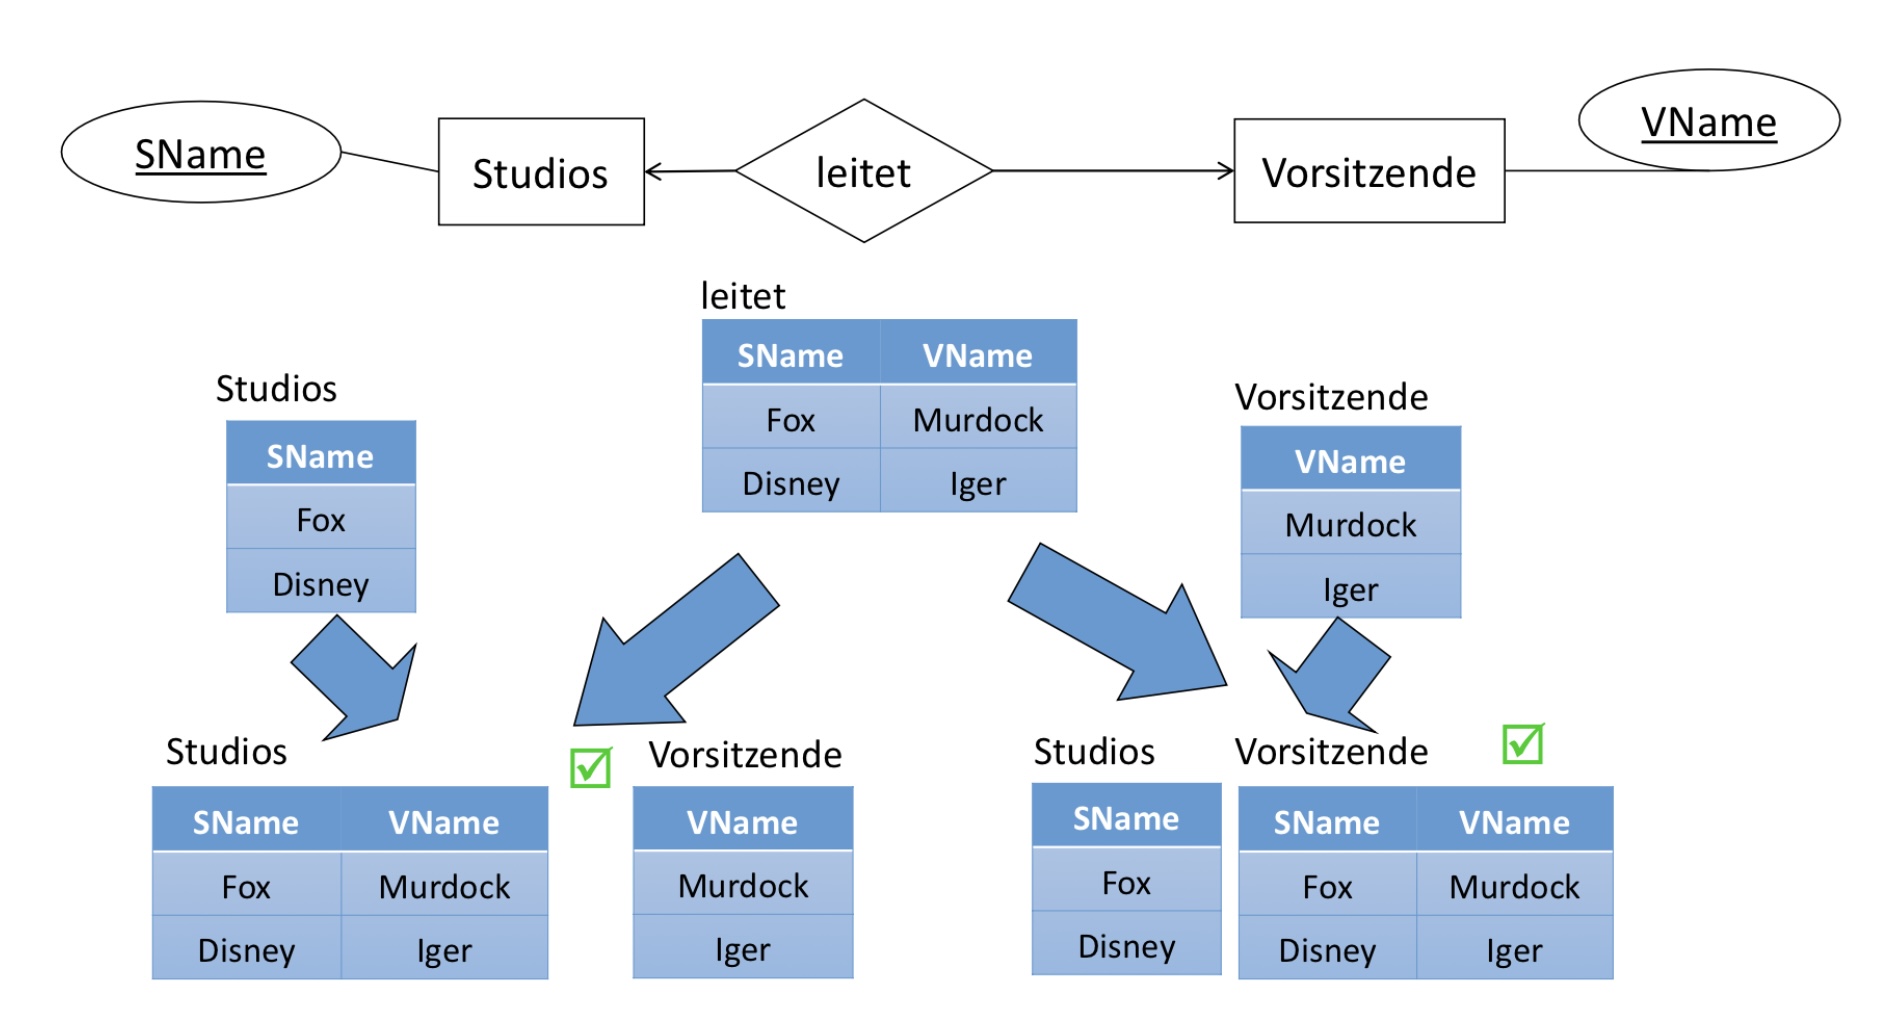 SName
Studios
leitet
Vorsitzende
VName
leitet
SName VName
Fox Murdock
Disney Iger
Studios
SName
Fox
Disney
Vorsitzende
VName
Murdock
Iger
Studios
SName VName
Fox Murdock
Disney Iger
Vorsitzende
VName
Murdock
Iger
Studios
SName
Fox
Disney
Vorsitzende
SName VName
Fox Murdock
Disney Iger